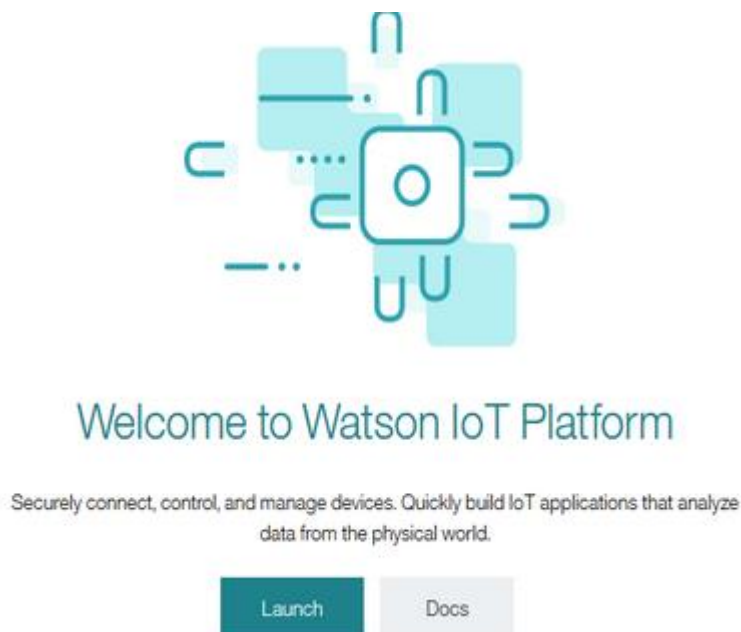 Welcome to Watson IoT Platform
Securely connect, control, and manage devices. Quickly build IoT applications that analyze
data from the physical world.
Launch Docs